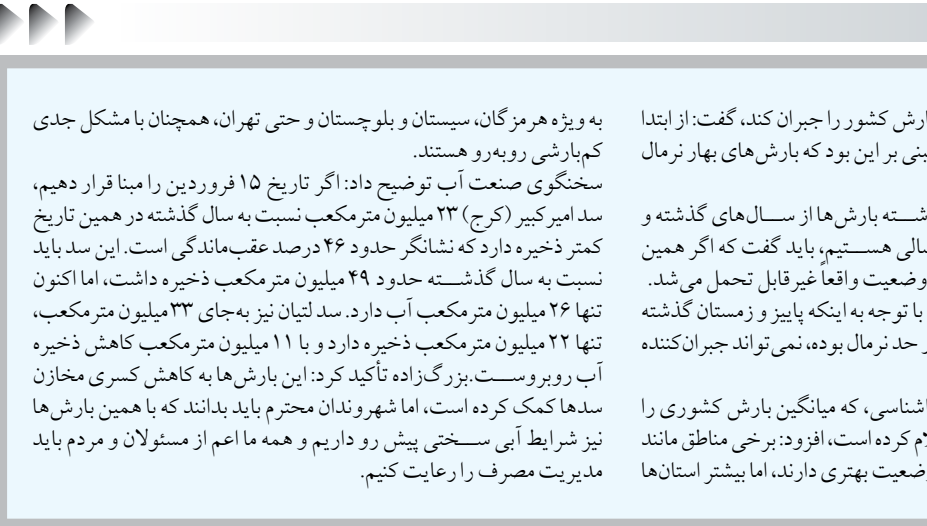 ارش کشور را جبران کند، گفت: از ابتدا
بنی بر این بود که بارش‌های بهار نرمال
شته بارش‌ها از سال‌های گذشته و
سالی هستیم، باید گفت که اگر همین
وضعیت واقعاً غیرقابل تحمل می‌شد.
با توجه به اینکه پاییز و زمستان گذشته
ر حد نرمال بوده، نمی‌تواند جبران‌کننده
اشناسی، که میانگین بارش کشوری را
لام کرده است، افزود: برخی مناطق مانند
وضعیت بهتری دارند، اما بیشتر استان‌ها
به ویژه هرمزگان، سیستان و بلوچستان و حتی تهران، همچنان با مشکل جدی
کم‌بارشی روبه‌رو هستند.
سخنگوی صنعت آب توضیح داد: اگر تاریخ ۱۵ فروردین را مبنا قرار دهیم،
سد امیرکبیر (کرج) ۲۳ میلیون مترمکعب نسبت به سال گذشته در همین تاریخ
کمتر ذخیره دارد که نشانگر حدود ۴۶ درصد عقب‌ماندگی است. این سد باید
نسبت به سال گذشته حدود ۴۹ میلیون مترمکعب ذخیره داشت، اما اکنون
تنها ۲۶ میلیون مترمکعب آب دارد. سد لتیان نیز به‌جای ۳۳ میلیون مترمکعب،
تنها ۲۲ میلیون مترمکعب ذخیره دارد و با ۱۱ میلیون مترمکعب کاهش ذخیره
آب روبروست.بزرگ‌زاده تأکید کرد: این بارش‌ها به کاهش کسری مخازن
سدها کمک کرده است، اما شهروندان محترم باید بدانند که با همین بارش‌ها
نیز شرایط آبی سختی پیش رو داریم و همه ما اعم از مسئولان و مردم باید
مدیریت مصرف را رعایت کنیم.